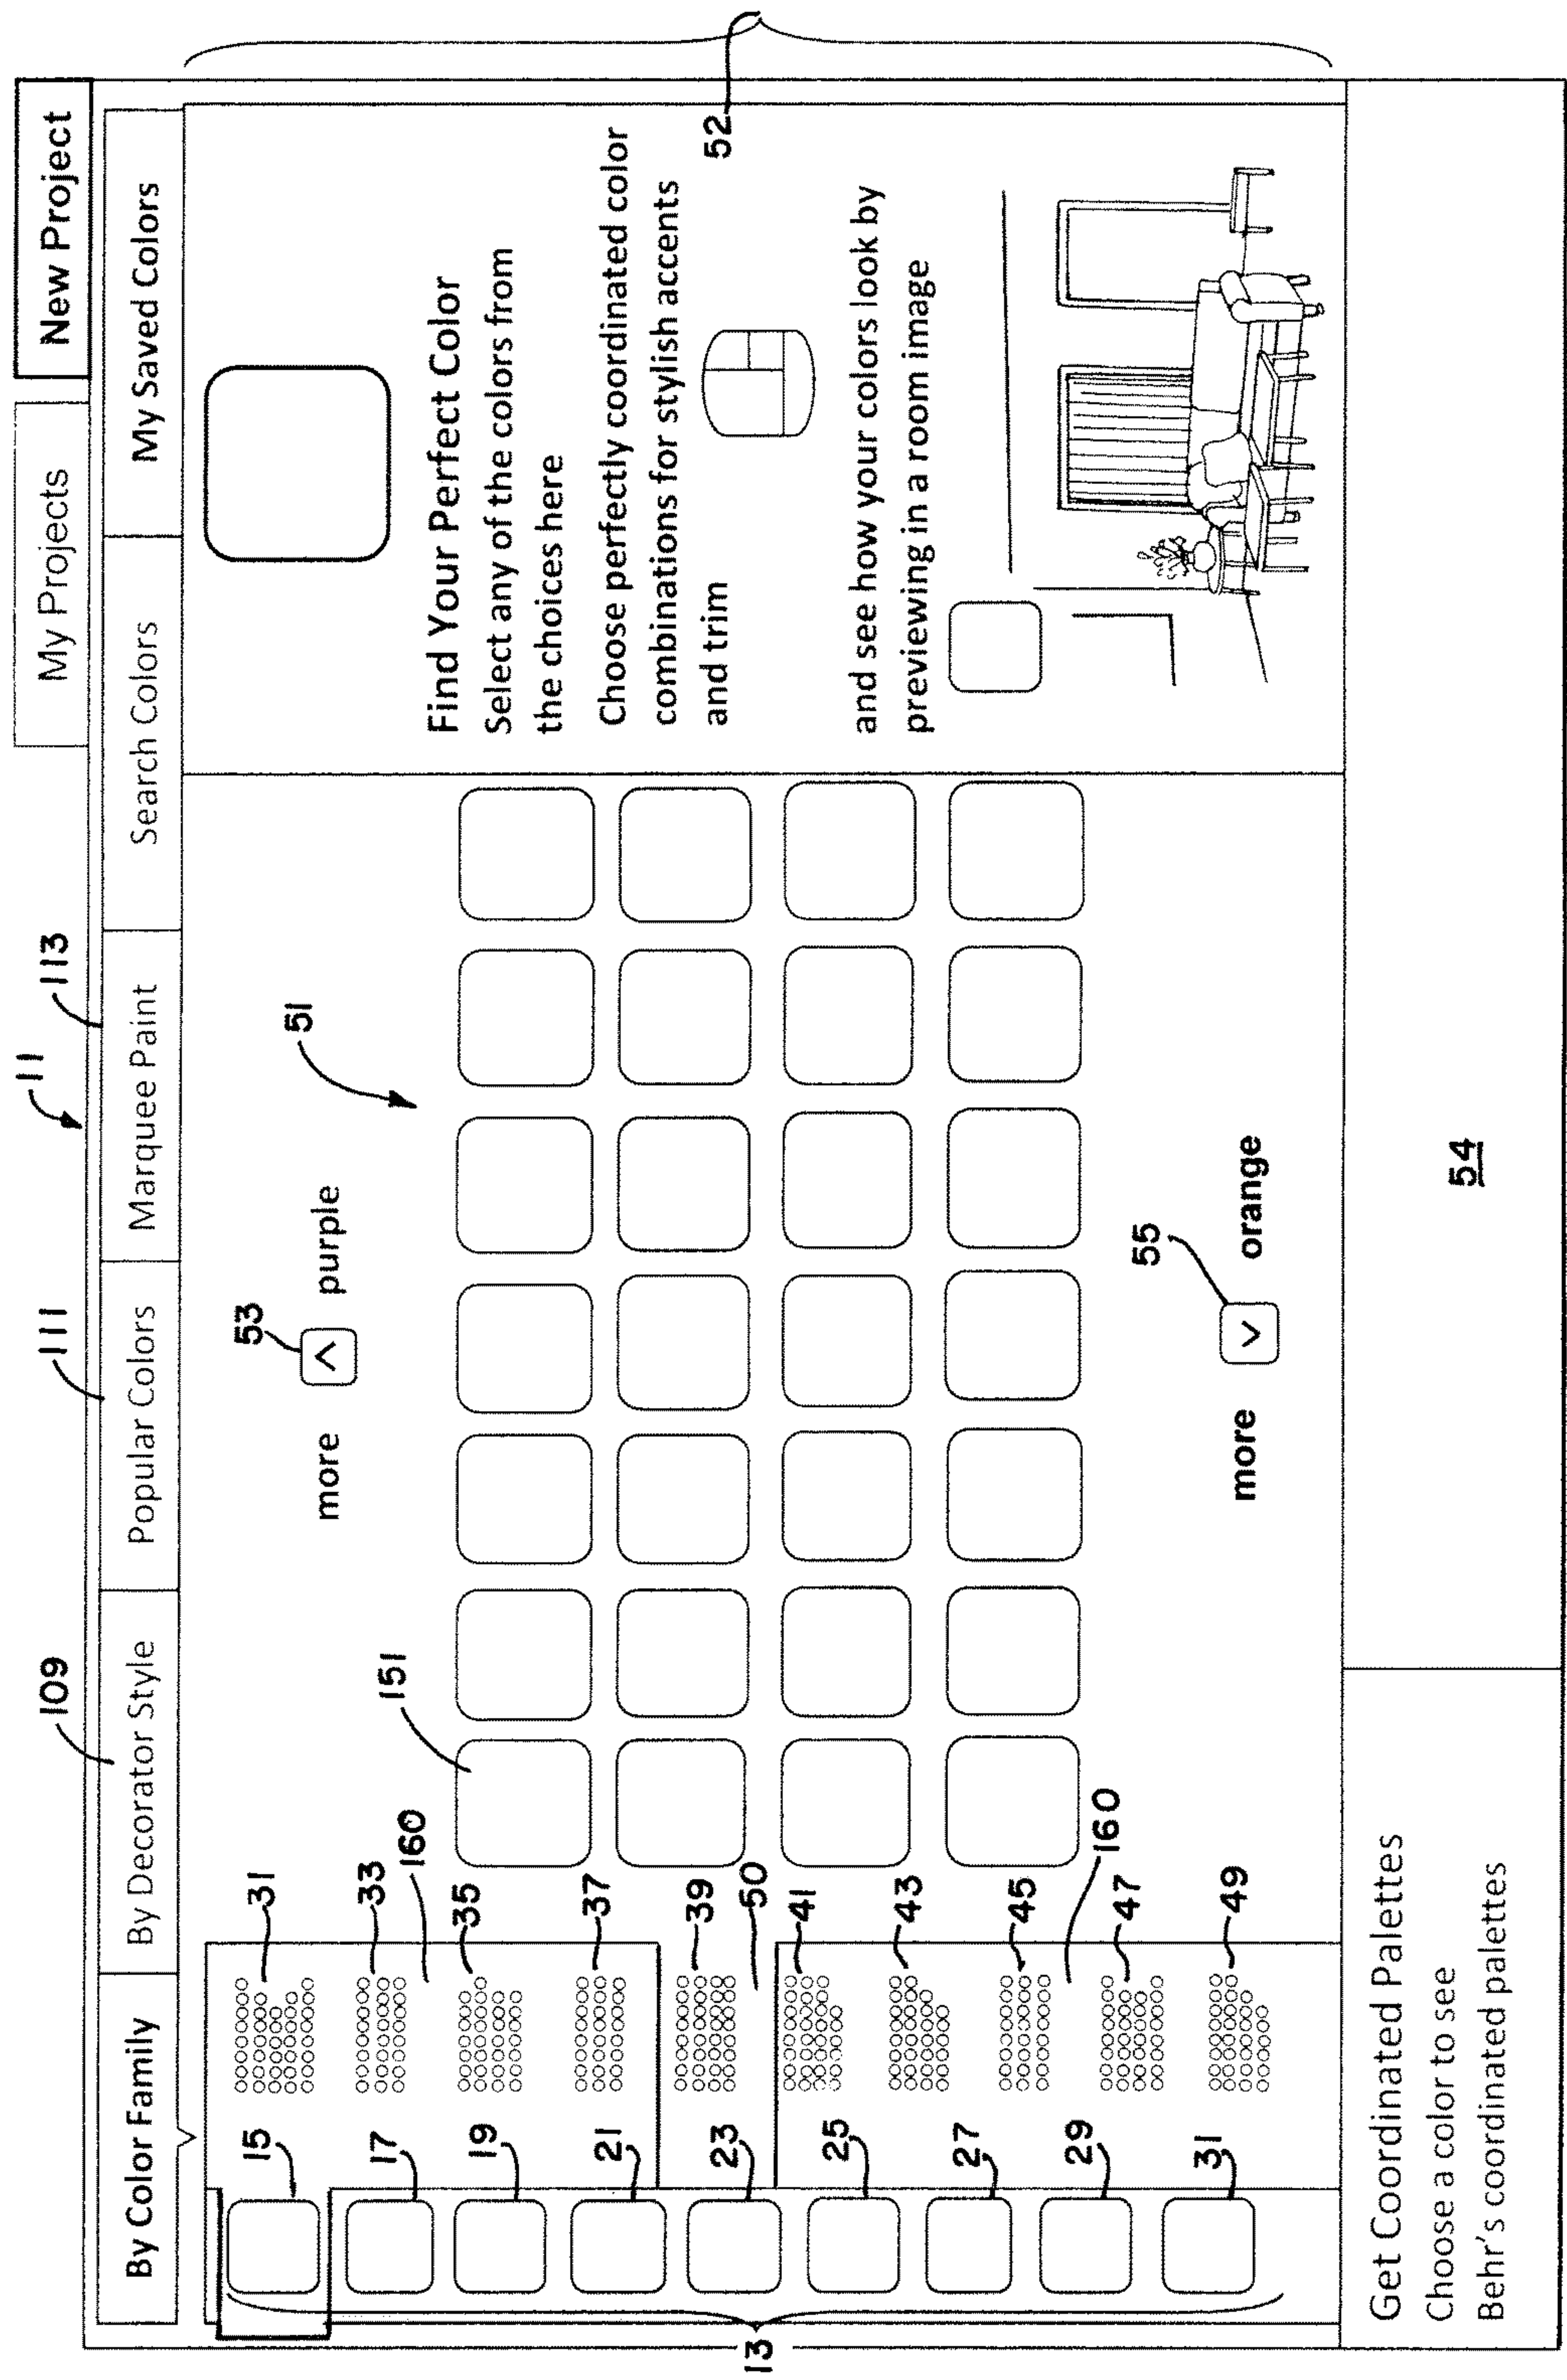 11
My Projects
New Project
109
111
113
By Color Family
By Decorator Style
Popular Colors
Marquee Paint
Search Colors
My Saved Colors
15
17
19
21
23
25
27
29
31
13
31
33
160
35
37
39
50
41
43
45
160
47
49
53
more ^ purple
51
151
55
more v orange
Find Your Perfect Color
Select any of the colors from
the choices here
Choose perfectly coordinated color
combinations for stylish accents
and trim
52
and see how your colors look by
previewing in a room image
Get Coordinated Palettes
Choose a color to see
Behr's coordinated palettes
54